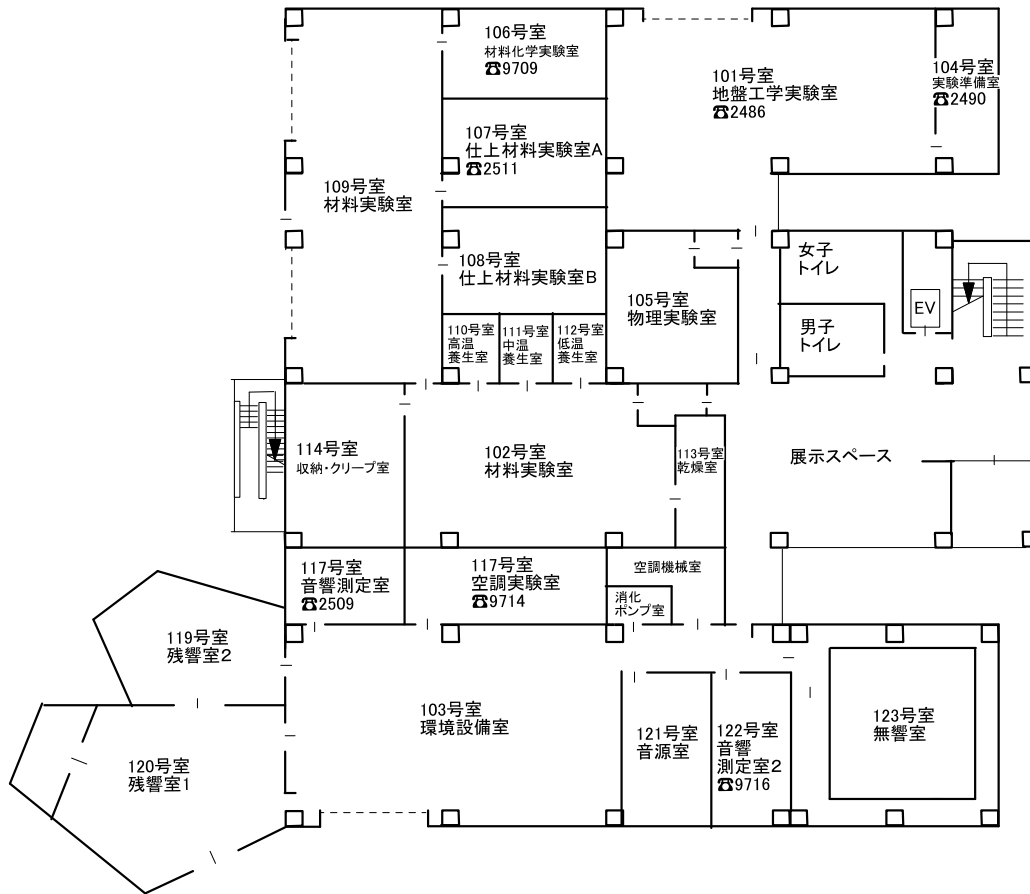 106号室
材料化学実験室
☎9709
101号室
地盤工学実験室
☎2486
104号室
実験準備室
☎2490
107号室
仕上材料実験室A
☎2511
109号室
材料実験室
108号室
仕上材料実験室B
105号室
物理実験室
女子
トイレ
EV
男子
トイレ
110号室
高温
養生室
111号室
中温
養生室
112号室
低温
養生室
114号室
収納・クリープ室
102号室
材料実験室
113号室
乾燥室
展示スペース
117号室
音響測定室
☎2509
117号室
空調実験室
☎9714
空調機械室
消化
ポンプ室
119号室
残響室2
103号室
環境設備室
120号室
残響室1
121号室
音源室
122号室
音響
測定室2
☎9716
123号室
無響室